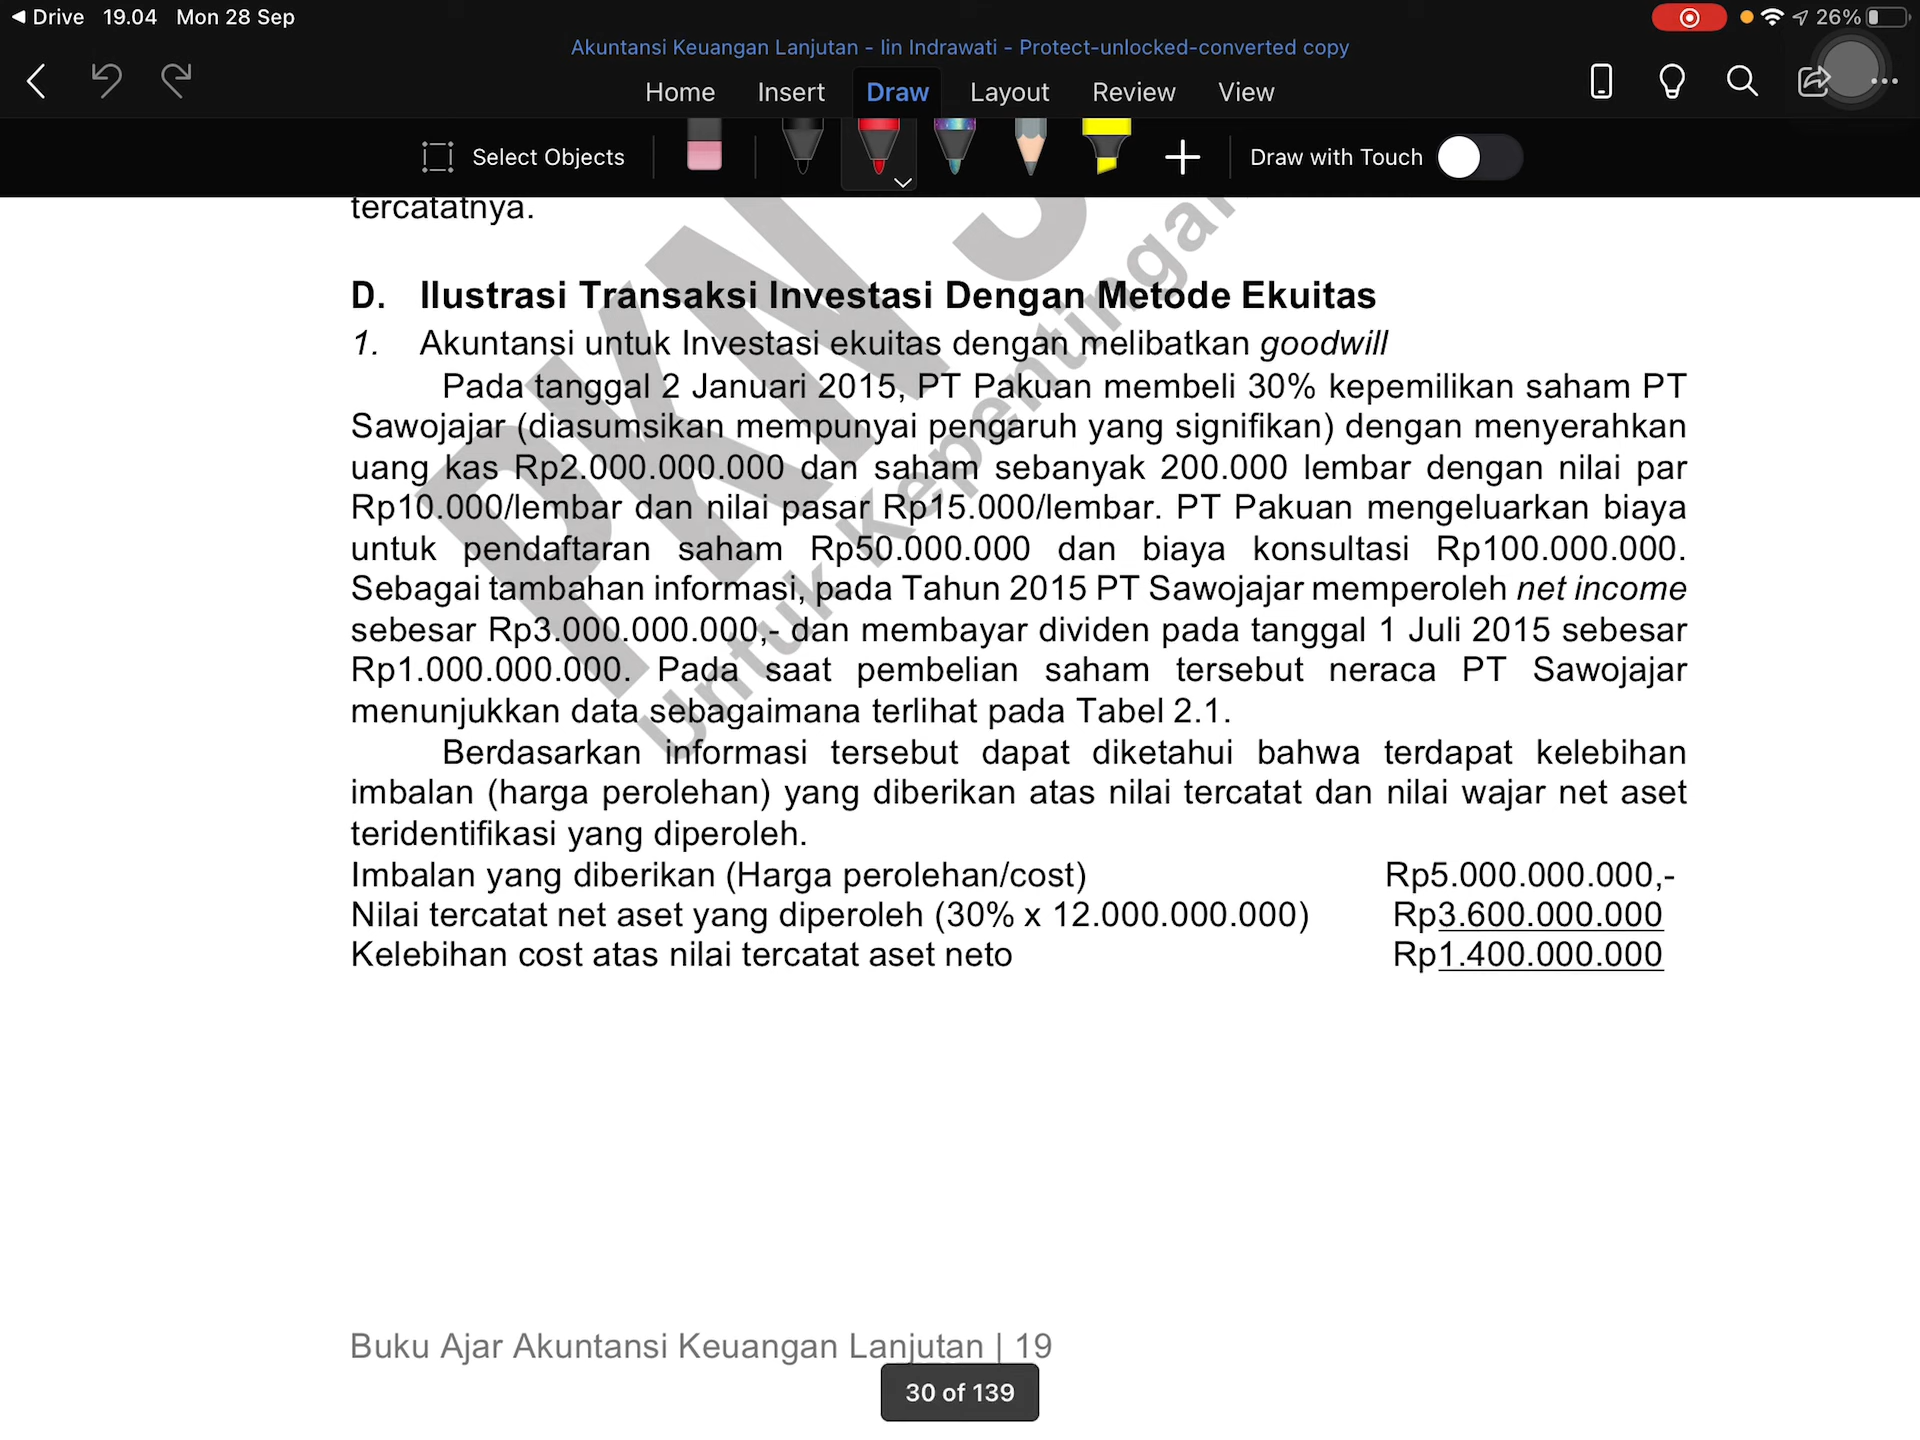 ◀ Drive 19.04 Mon 28 Sep
26%
Akuntansi Keuangan Lanjutan - Iin Indrawati - Protect-unlocked-converted copy
Home Insert Draw Layout Review View
Select Objects
Draw with Touch
tercatatnya.
D. Ilustrasi Transaksi Investasi Dengan Metode Ekuitas
1. Akuntansi untuk Investasi ekuitas dengan melibatkan goodwill
Pada tanggal 2 Januari 2015, PT Pakuan membeli 30% kepemilikan saham PT
Sawojajar (diasumsikan mempunyai pengaruh yang signifikan) dengan menyerahkan
uang kas Rp2.000.000.000 dan saham sebanyak 200.000 lembar dengan nilai par
Rp10.000/lembar dan nilai pasar Rp15.000/lembar. PT Pakuan mengeluarkan biaya
untuk pendaftaran saham Rp50.000.000 dan biaya konsultasi Rp100.000.000.
Sebagai tambahan informasi, pada Tahun 2015 PT Sawojajar memperoleh net income
sebesar Rp3.000.000.000,- dan membayar dividen pada tanggal 1 Juli 2015 sebesar
Rp1.000.000.000. Pada saat pembelian saham tersebut neraca PT Sawojajar
menunjukkan data sebagaimana terlihat pada Tabel 2.1.
Berdasarkan informasi tersebut dapat diketahui bahwa terdapat kelebihan
imbalan (harga perolehan) yang diberikan atas nilai tercatat dan nilai wajar net aset
teridentifikasi yang diperoleh.
Imbalan yang diberikan (Harga perolehan/cost) Rp5.000.000.000,-
Nilai tercatat net aset yang diperoleh (30% x 12.000.000.000) Rp3.600.000.000
Kelebihan cost atas nilai tercatat aset neto Rp1.400.000.000
PKN S
Untuk Kepentingan
Buku Ajar Akuntansi Keuangan Lanjutan | 19
30 of 139